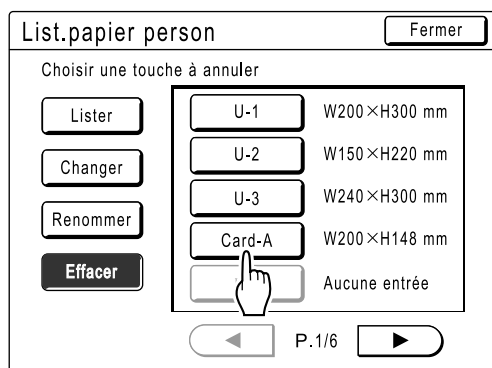 List.papier person
Fermer
Choisir une touche à annuler
Lister
Changer
Renommer
Effacer
U-1 W200×H300 mm
U-2 W150×H220 mm
U-3 W240×H300 mm
Card-A W200×H148 mm
Aucune entrée
P.1/6